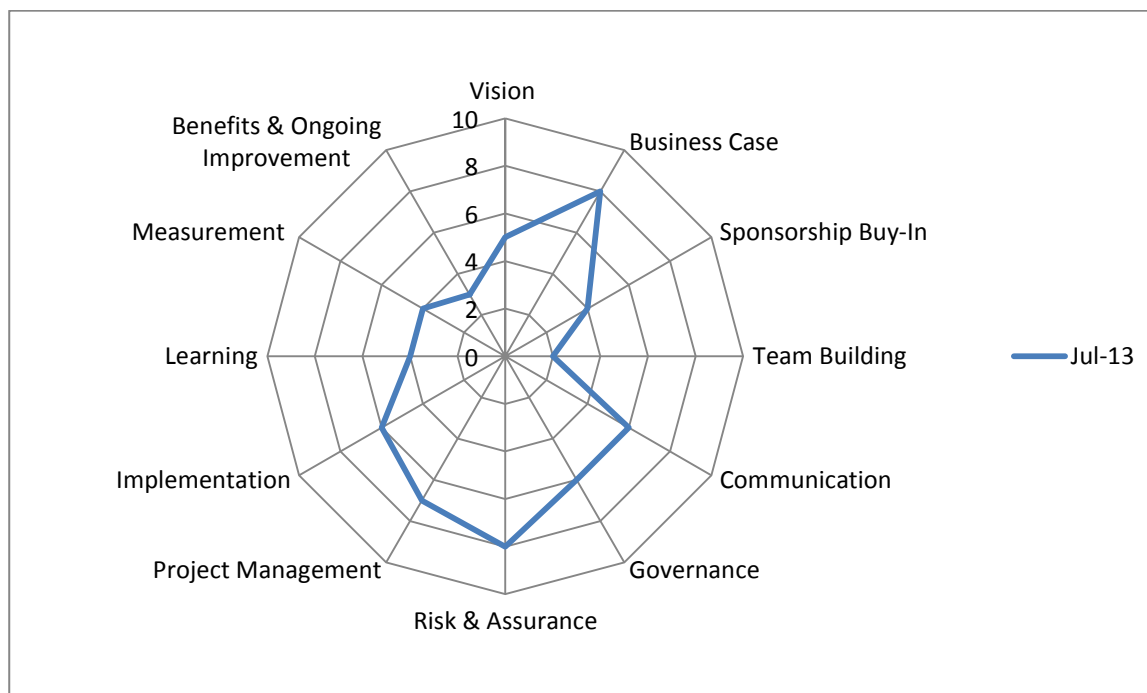 Vision
10
Benefits & Ongoing
Improvement
Business Case
8
6
Measurement
Sponsorship Buy-In
4
2
Learning
0
Team Building
Jul-13
Implementation
Communication
Project Management
Governance
Risk & Assurance